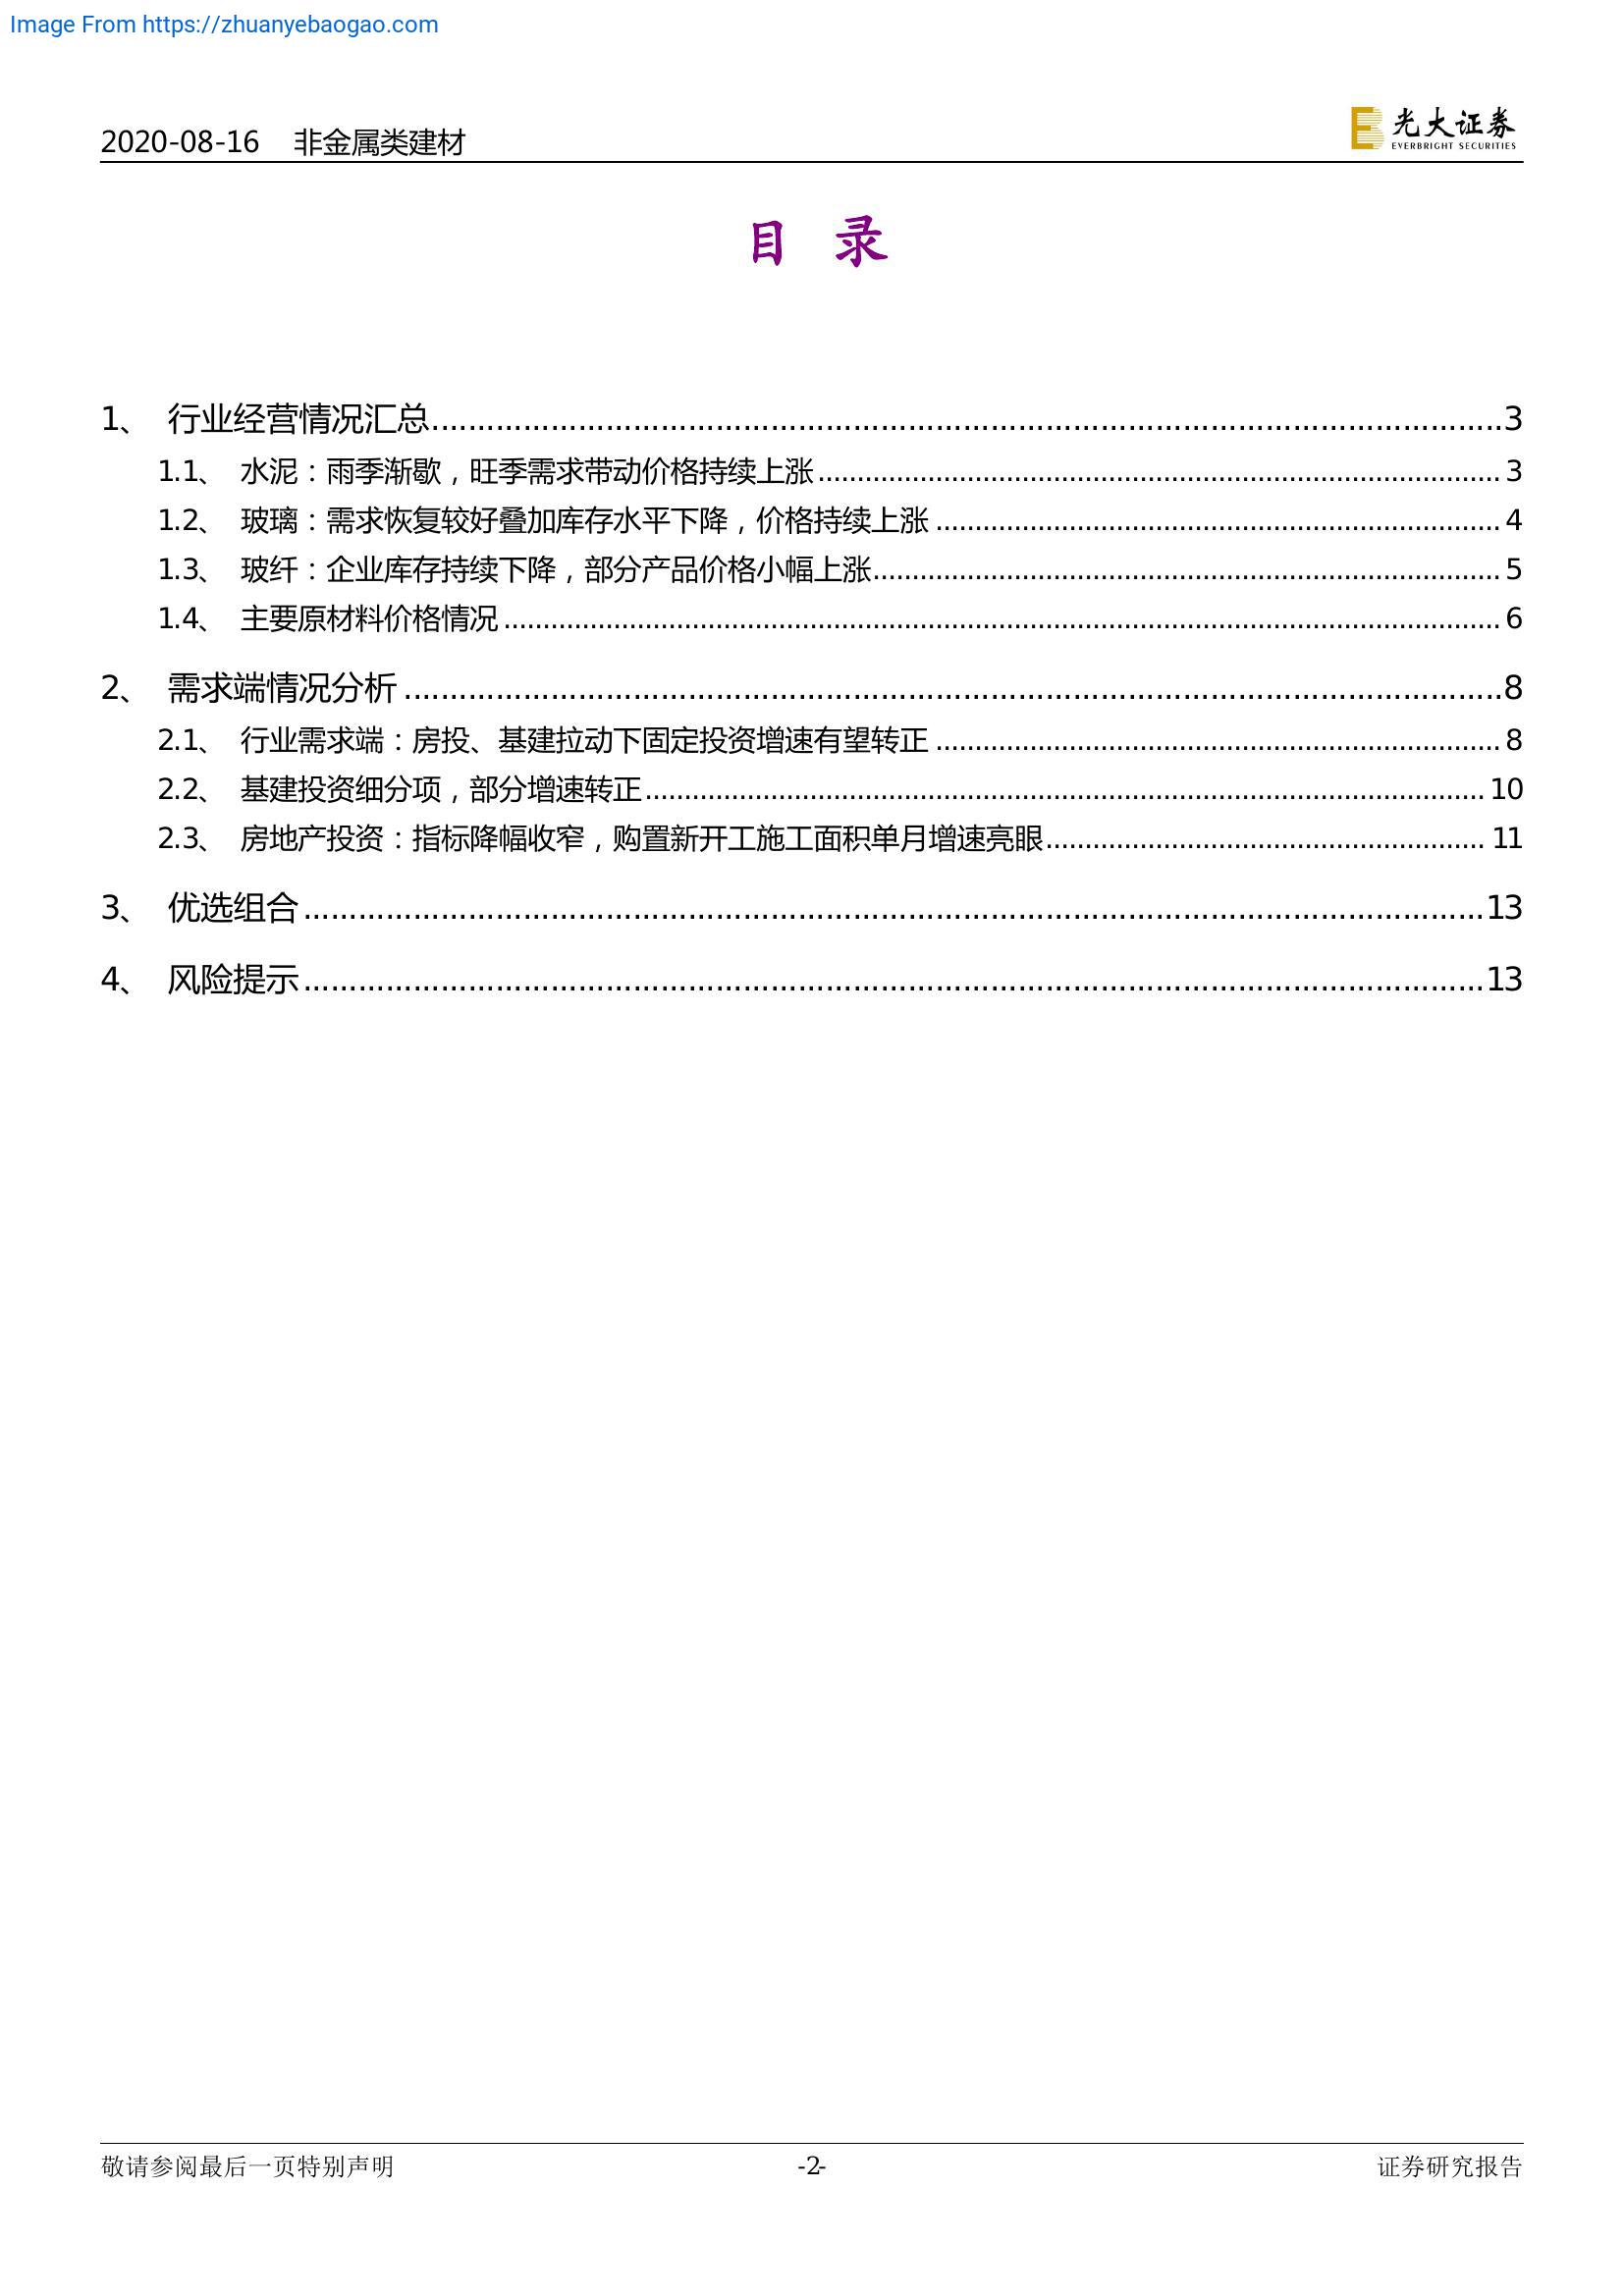 Image From https://zhuanyebaogao.com
2020-08-16 非金属类建材
光大证券
EVERBRIGHT SECURITIES
目 录
1、 行业经营情况汇总........................................................................3
1.1、 水泥：雨季渐歇，旺季需求带动价格持续上涨........................................................................ 3
1.2、 玻璃：需求恢复较好叠加库存水平下降，价格持续上涨........................................................................ 4
1.3、 玻纤：企业库存持续下降，部分产品价格小幅上涨........................................................................ 5
1.4、 主要原材料价格情况........................................................................ 6
2、 需求端情况分析........................................................................8
2.1、 行业需求端：房投、基建拉动下固定投资增速有望转正........................................................................ 8
2.2、 基建投资细分项，部分增速转正........................................................................ 10
2.3、 房地产投资：指标降幅收窄，购置新开工施工面积单月增速亮眼........................................................................ 11
3、 优选组合........................................................................13
4、 风险提示........................................................................13
敬请参阅最后一页特别声明 -2- 证券研究报告